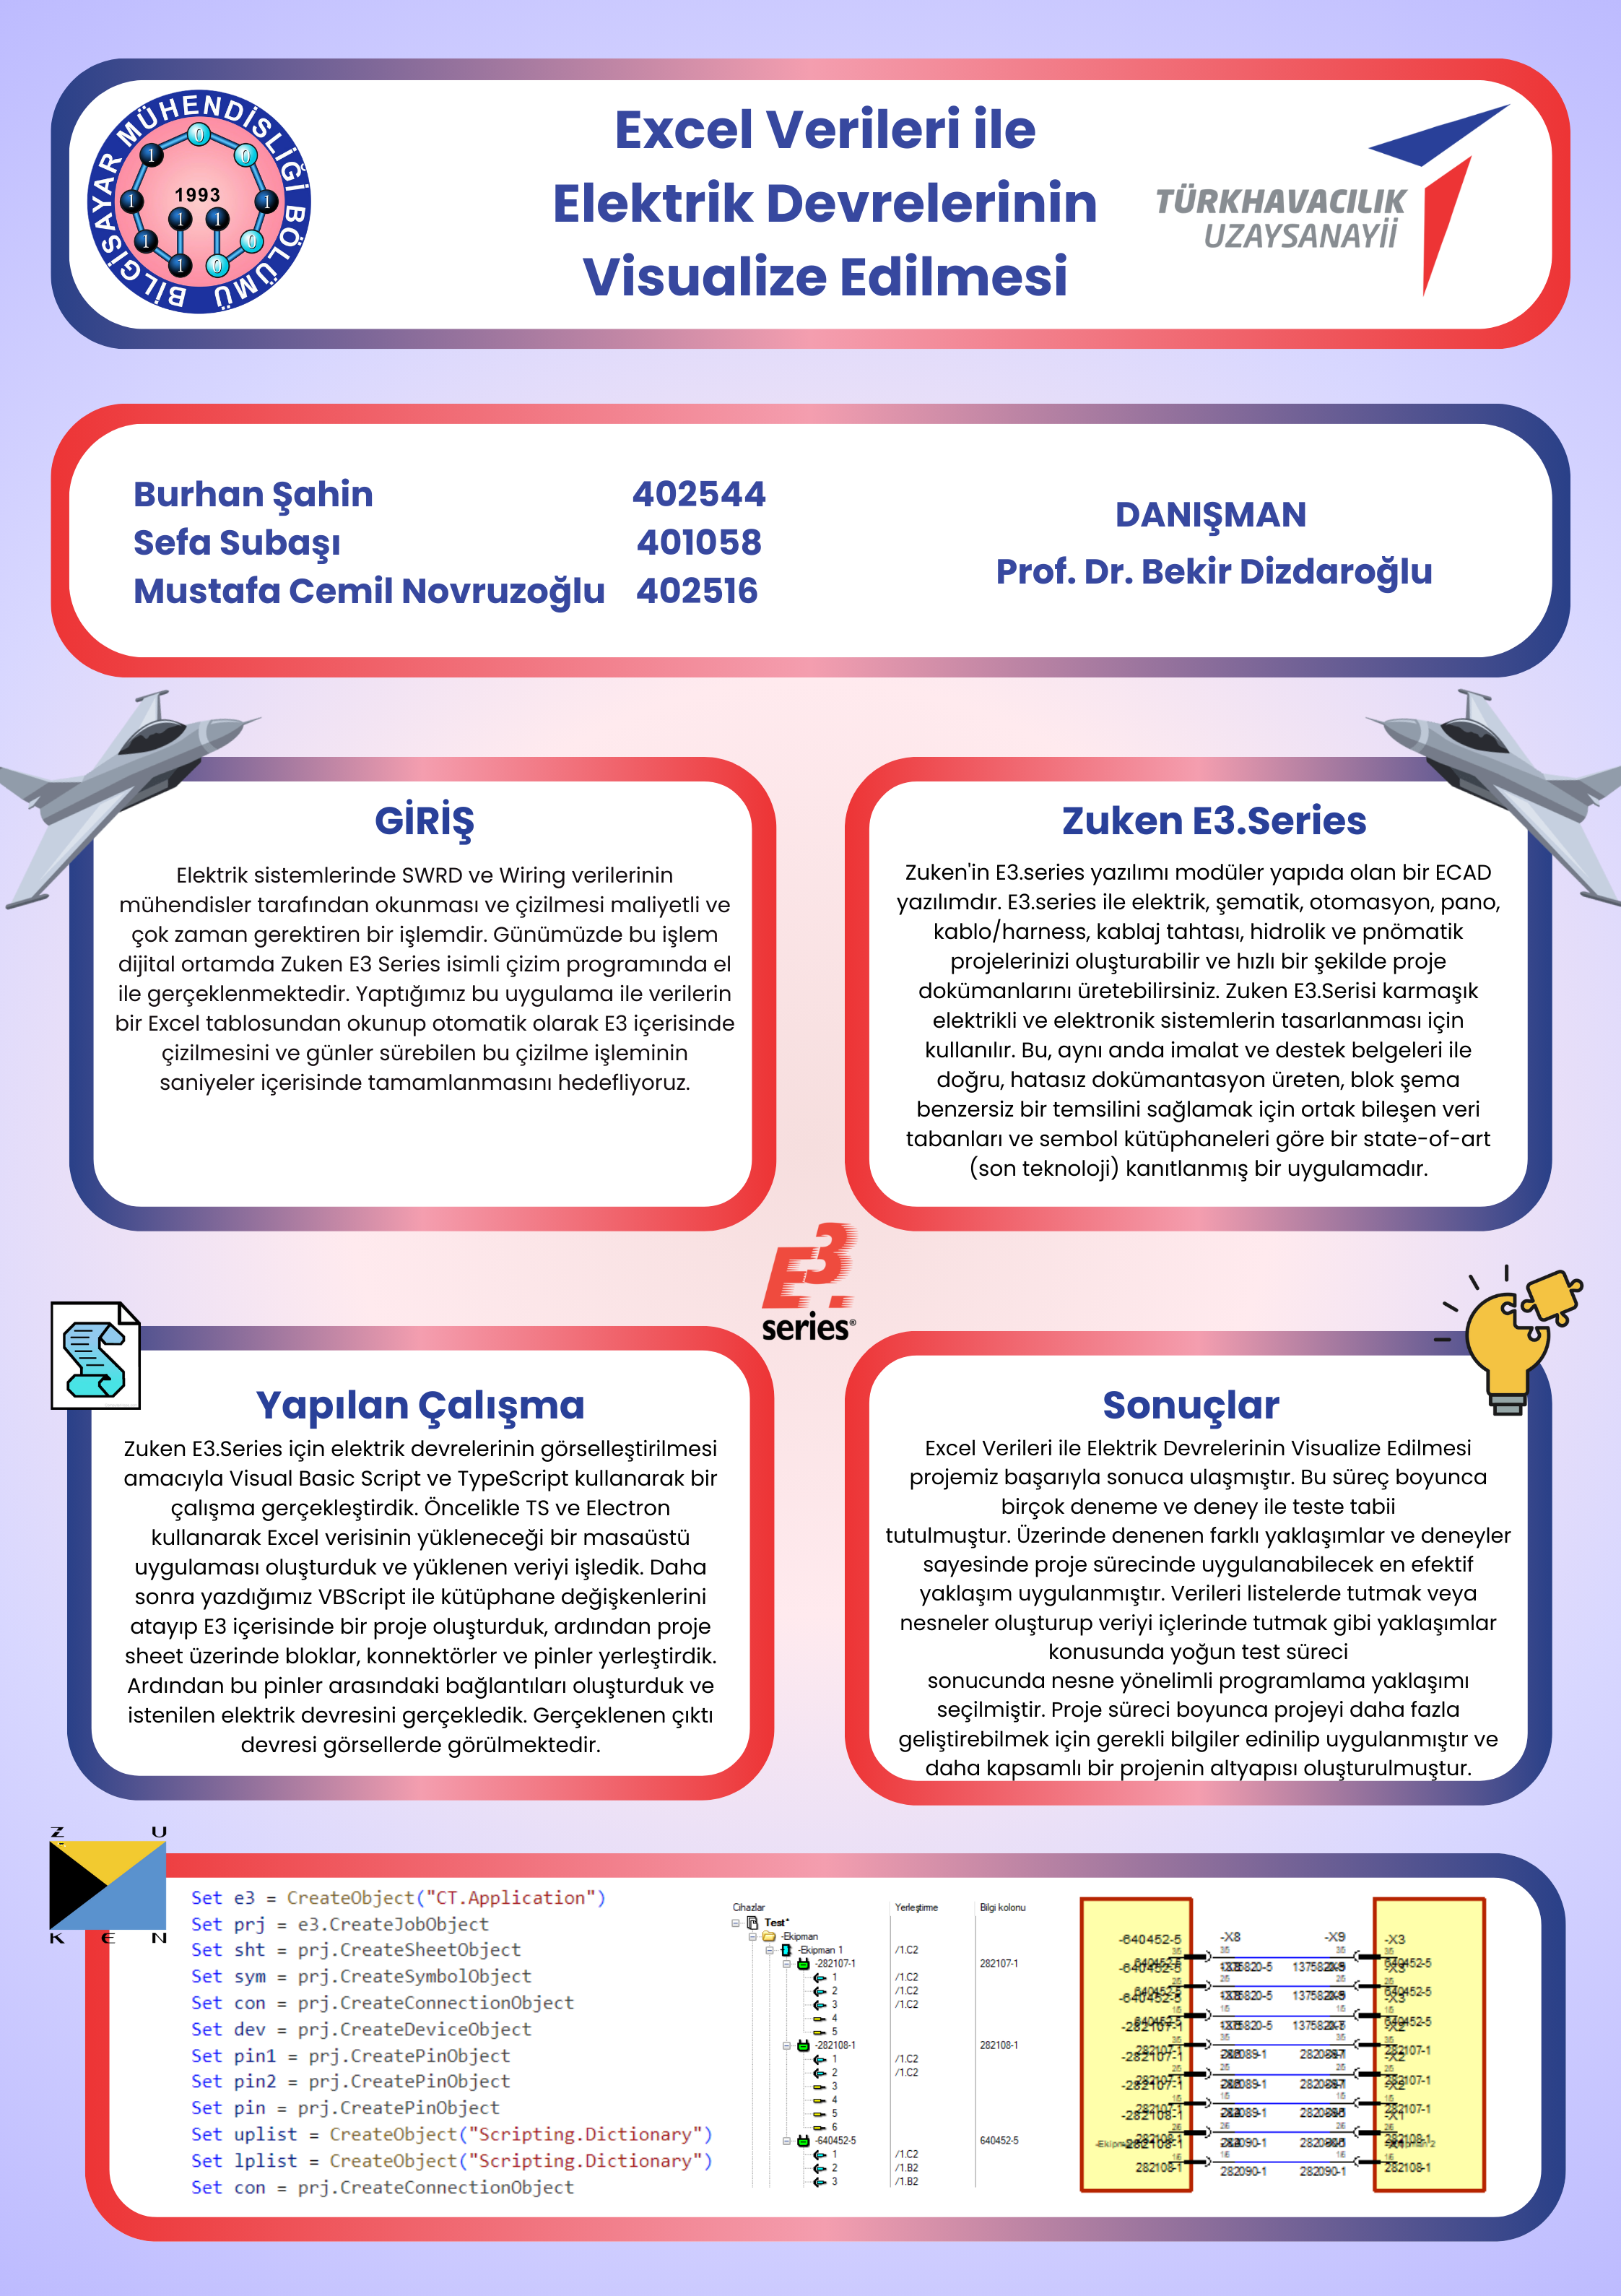 BİLGİSAYAR MÜHENDİSLİĞİ BÖLÜMÜ
1993
Excel Verileri ile
Elektrik Devrelerinin
Visualize Edilmesi
TÜRKHAVACILIK
UZAYSANAYİİ
Burhan Şahin 402544
Sefa Subaşı 401058
Mustafa Cemil Novruzoğlu 402516
DANIŞMAN
Prof. Dr. Bekir Dizdaroğlu
GİRİŞ
Elektrik sistemlerinde SWRD ve Wiring verilerinin
mühendisler tarafından okunması ve çizilmesi maliyetli ve
çok zaman gerektiren bir işlemdir. Günümüzde bu işlem
dijital ortamda Zuken E3 Series isimli çizim programında el
ile gerçeklenmektedir. Yaptığımız bu uygulama ile verilerin
bir Excel tablosundan okunup otomatik olarak E3 içerisinde
çizilmesini ve günler sürebilen bu çizilme işleminin
saniyeler içerisinde tamamlanmasını hedefliyoruz.
Zuken E3.Series
Zuken'in E3.series yazılımı modüler yapıda olan bir ECAD
yazılımdır. E3.series ile elektrik, şematik, otomasyon, pano,
kablo/harness, kablaj tahtası, hidrolik ve pnömatik
projelerinizi oluşturabilir ve hızlı bir şekilde proje
dokümanlarını üretebilirsiniz. Zuken E3.Serisi karmaşık
elektrikli ve elektronik sistemlerin tasarlanması için
kullanılır. Bu, aynı anda imalat ve destek belgeleri ile
doğru, hatasız dokümantasyon üreten, blok şema
benzersiz bir temsilini sağlamak için ortak bileşen veri
tabanları ve sembol kütüphaneleri göre bir state-of-art
(son teknoloji) kanıtlanmış bir uygulamadır.
E3.
series®
Yapılan Çalışma
Zuken E3.Series için elektrik devrelerinin görselleştirilmesi
amacıyla Visual Basic Script ve TypeScript kullanarak bir
çalışma gerçekleştirdik. Öncelikle TS ve Electron
kullanarak Excel verisinin yükleneceği bir masaüstü
uygulaması oluşturduk ve yüklenen veriyi işledik. Daha
sonra yazdığımız VBScript ile kütüphane değişkenlerini
atayıp E3 içerisinde bir proje oluşturduk, ardından proje
sheet üzerinde bloklar, konnektörler ve pinler yerleştirdik.
Ardından bu pinler arasındaki bağlantıları oluşturduk ve
istenilen elektrik devresini gerçekledik. Gerçeklenen çıktı
devresi görsellerde görülmektedir.
Sonuçlar
Excel Verileri ile Elektrik Devrelerinin Visualize Edilmesi
projemiz başarıyla sonuca ulaşmıştır. Bu süreç boyunca
birçok deneme ve deney ile teste tabii
tutulmuştur. Üzerinde denenen farklı yaklaşımlar ve deneyler
sayesinde proje sürecinde uygulanabilecek en efektif
yaklaşım uygulanmıştır. Verileri listelerde tutmak veya
nesneler oluşturup veriyi içlerinde tutmak gibi yaklaşımlar
konusunda yoğun test süreci
sonucunda nesne yönelimli programlama yaklaşımı
seçilmiştir. Proje süreci boyunca projeyi daha fazla
geliştirebilmek için gerekli bilgiler edinilip uygulanmıştır ve
daha kapsamlı bir projenin altyapısı oluşturulmuştur.
Z U
K E N
Set e3 = CreateObject("CT.Application")
Set prj = e3.CreateJobObject
Set sht = prj.CreateSheetObject
Set sym = prj.CreateSymbolObject
Set con = prj.CreateConnectionObject
Set dev = prj.CreateDeviceObject
Set pin1 = prj.CreatePinObject
Set pin2 = prj.CreatePinObject
Set pin = prj.CreatePinObject
Set uplist = CreateObject("Scripting.Dictionary")
Set lplist = CreateObject("Scripting.Dictionary")
Set con = prj.CreateConnectionObject
Cihazlar Yerleştirme Bilgi kolonu
Test*
-Ekipman
-Ekipman 1 /1.C2
-282107-1 282107-1
1 /1.C2
2 /1.C2
3 /1.C2
4
5
-282108-1 282108-1
1 /1.C2
2 /1.C2
3
4
5
6
-640452-5 640452-5
1 /1.C2
2 /1.B2
3 /1.B2
-640452-5 -X8 -X9 -X3
640452-5
-640452-5
640452-5
-640452-5
640452-5
-282107-1
282107-1
-282107-1
-282107-1
-282108-1
282108-1 282090-1 282090-1 282108-1